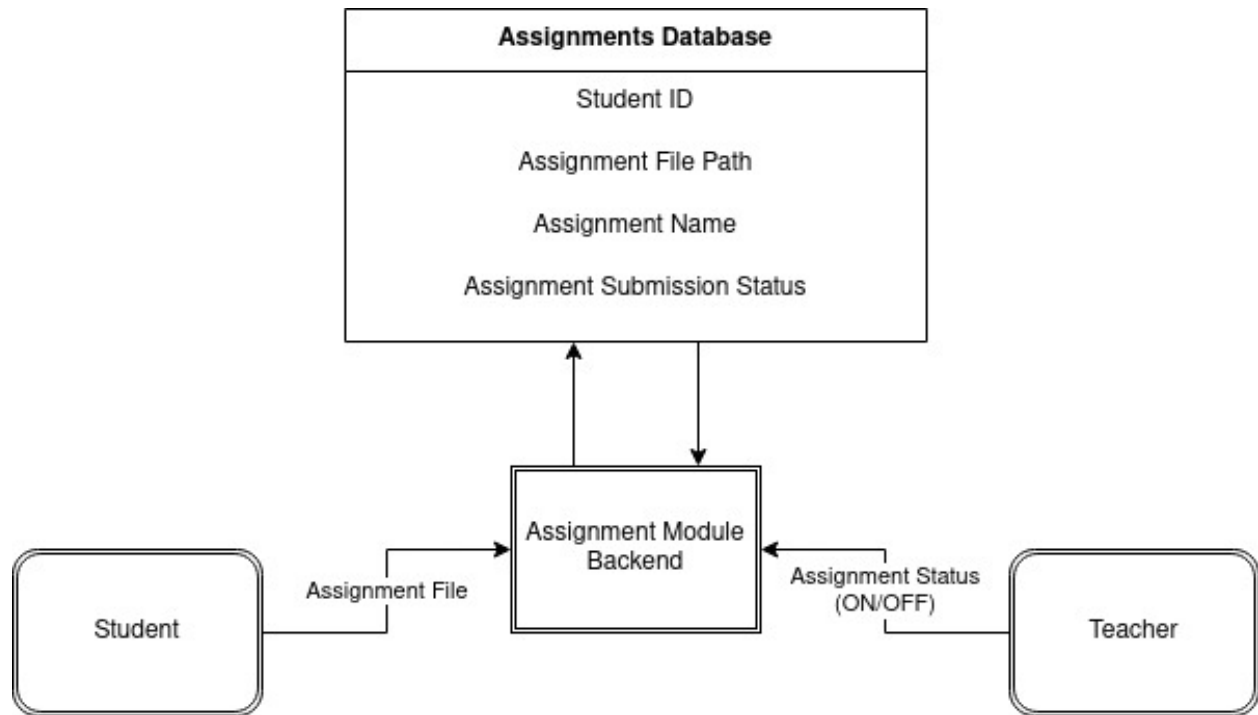 Assignments Database
Student ID
Assignment File Path
Assignment Name
Assignment Submission Status
Assignment Module
Backend
Assignment File
Assignment Status
(ON/OFF)
Student
Teacher